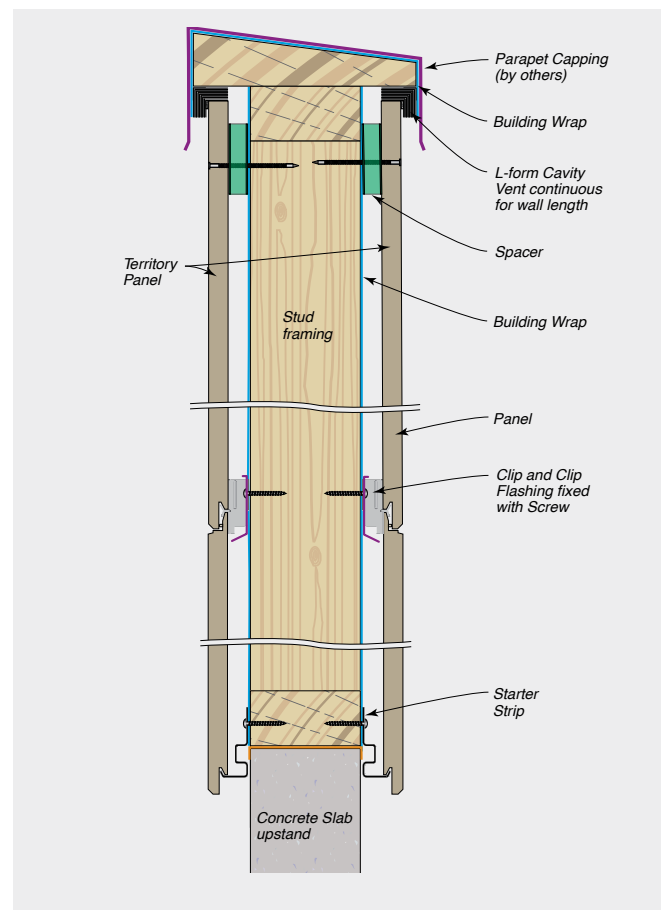 Parapet Capping
(by others)
Building Wrap
L-form Cavity
Vent continuous
for wall length
Spacer
Territory
Panel
Building Wrap
Stud
framing
Panel
Clip and Clip
Flashing fixed
with Screw
Starter
Strip
Concrete Slab
upstand